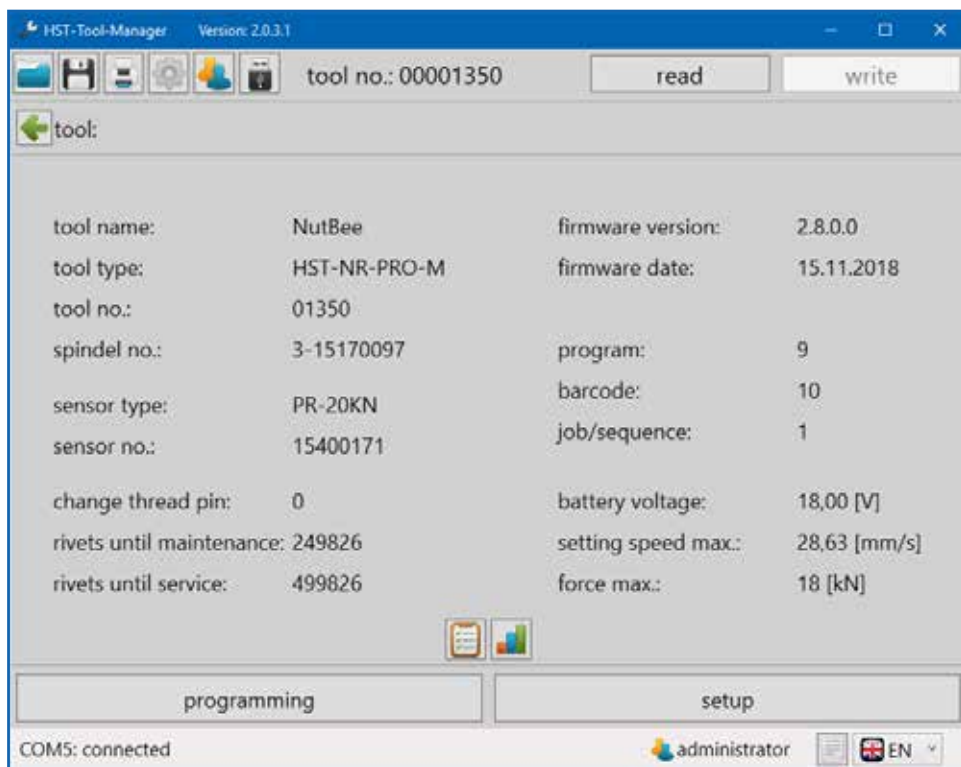 HST-Tool-Manager Version: 2.0.3.1
tool no.: 00001350 read write
tool:
tool name: NutBee firmware version: 2.8.0.0
tool type: HST-NR-PRO-M firmware date: 15.11.2018
tool no.: 01350
spindel no.: 3-15170097 program: 9
barcode: 10
sensor type: PR-20KN
job/sequence: 1
sensor no.: 15400171
change thread pin: 0 battery voltage: 18,00 [V]
rivets until maintenance: 249826 setting speed max.: 28,63 [mm/s]
rivets until service: 499826 force max.: 18 [kN]
programming setup
COM5: connected administrator EN